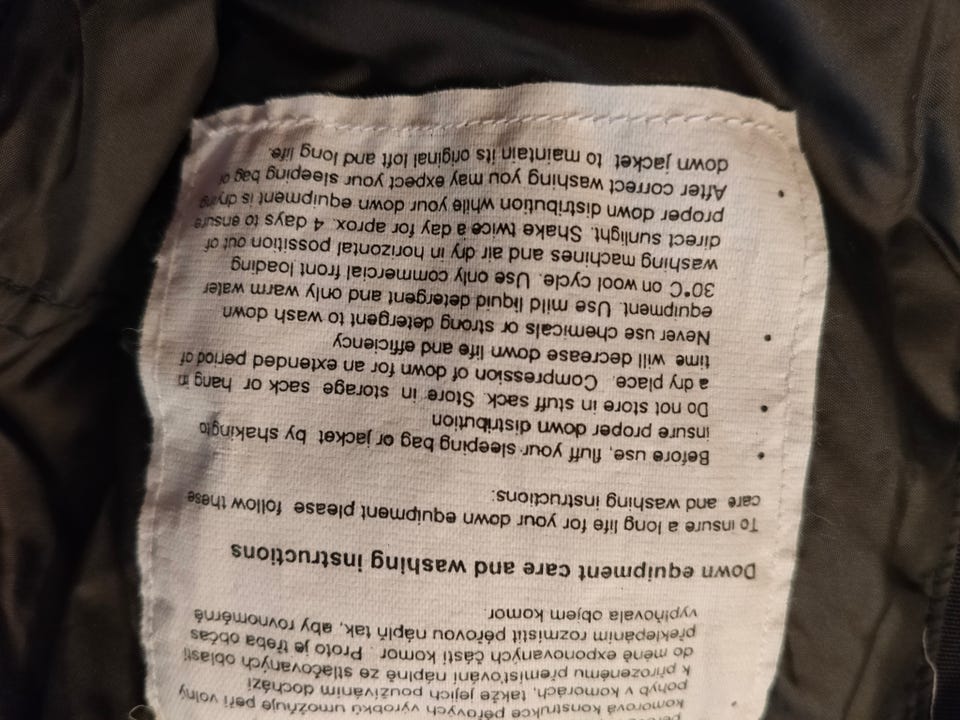 komorové konstrukce péřových výrobků umožňuje peří volný
pohyb v komorách, takže jejich používáním dochází
k přirozenému přemisťování náplně ze stlačovaných oblastí
do méně exponovaných částí komor. Proto je třeba občas
překlepáním rozmístit péřovou náplň tak, aby rovnoměrně
vyplňovala objem komor.
Down equipment care and washing instructions
To insure a long life for your down equipment please follow these
care and washing instructions:
• Before use, fluff your sleeping bag or jacket by shaking to
insure proper down distribution
• Do not store in stuff sack. Store in storage sack or hang in
a dry place. Compression of down for an extended period of
time will decrease down life and efficiency
• Never use chemicals or strong detergent to wash down
equipment. Use mild liquid detergent and only warm water
30°C on wool cycle. Use only commercial front loading
washing machines and air dry in horizontal possition out of
direct sunlight. Shake twice a day for aprox. 4 days to ensure
proper down distribution while your down equipment is drying
• After correct washing you may expect your sleeping bag or
down jacket to maintain its original loft and long life.